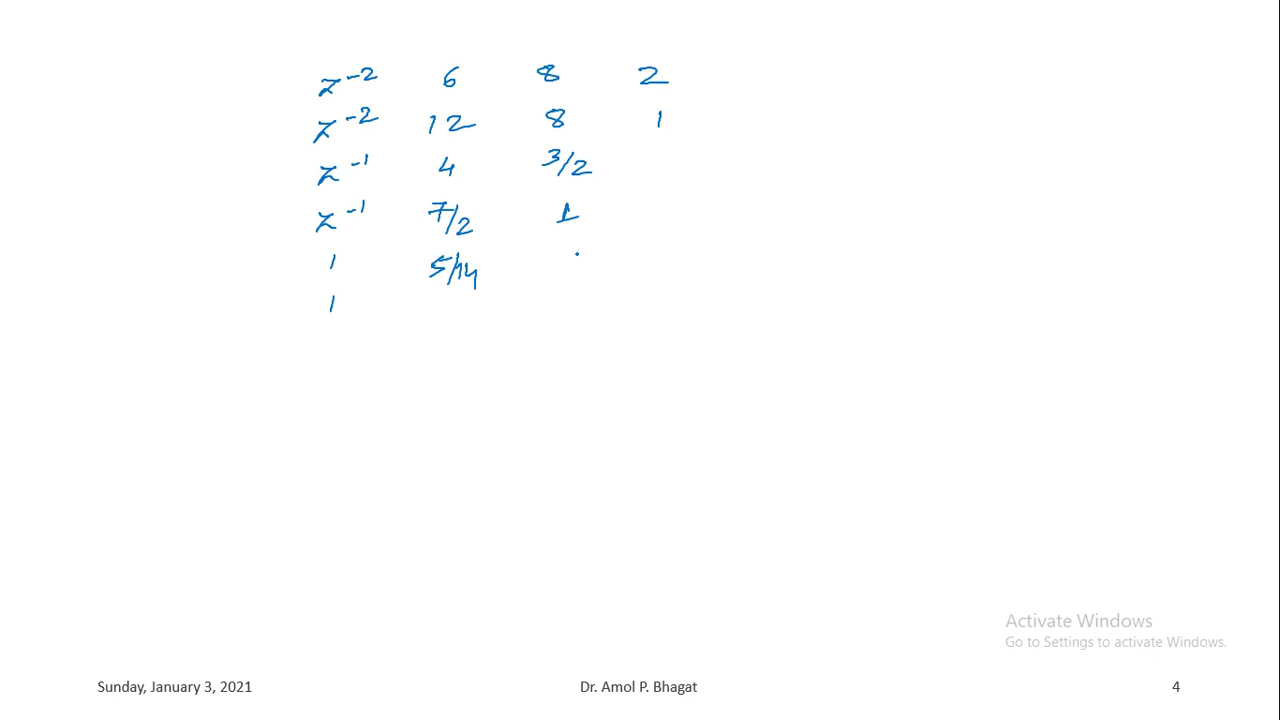 z⁻² 6 8 2
z⁻² 12 8 1
z⁻¹ 4 3/2
z⁻¹ 7/2 1
1 5/14
1
Activate Windows
Go to Settings to activate Windows.
Sunday, January 3, 2021 Dr. Amol P. Bhagat 4